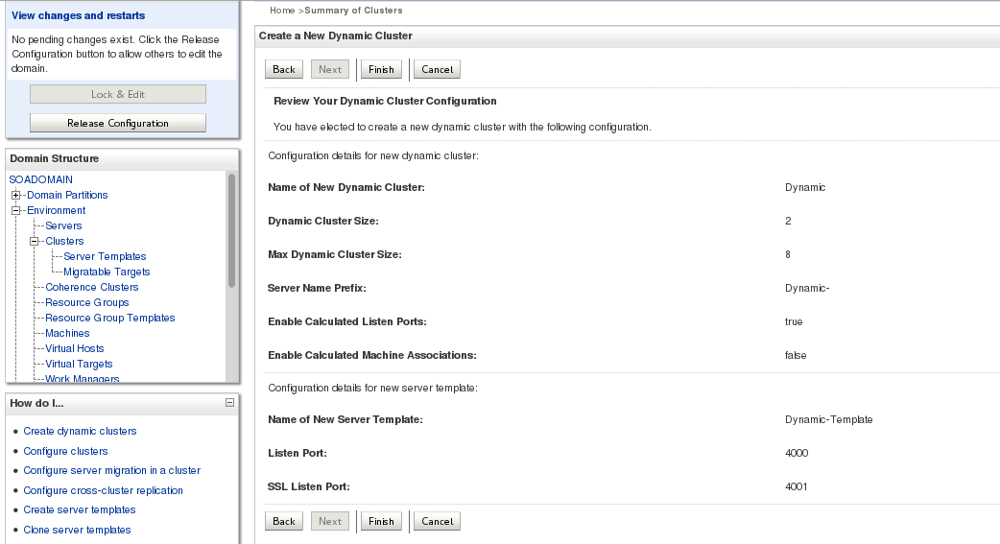 View changes and restarts
No pending changes exist. Click the Release
Configuration button to allow others to edit the
domain.
Lock & Edit
Release Configuration
Domain Structure
SOADOMAIN
Domain Partitions
Environment
Servers
Clusters
Server Templates
Migratable Targets
Coherence Clusters
Resource Groups
Resource Group Templates
Machines
Virtual Hosts
Virtual Targets
Work Managers
How do I...
Create dynamic clusters
Configure clusters
Configure server migration in a cluster
Configure cross-cluster replication
Create server templates
Clone server templates
Home >Summary of Clusters
Create a New Dynamic Cluster
Back Next Finish Cancel
Review Your Dynamic Cluster Configuration
You have elected to create a new dynamic cluster with the following configuration.
Configuration details for new dynamic cluster:
Name of New Dynamic Cluster: Dynamic
Dynamic Cluster Size: 2
Max Dynamic Cluster Size: 8
Server Name Prefix: Dynamic-
Enable Calculated Listen Ports: true
Enable Calculated Machine Associations: false
Configuration details for new server template:
Name of New Server Template: Dynamic-Template
Listen Port: 4000
SSL Listen Port: 4001
Back Next Finish Cancel